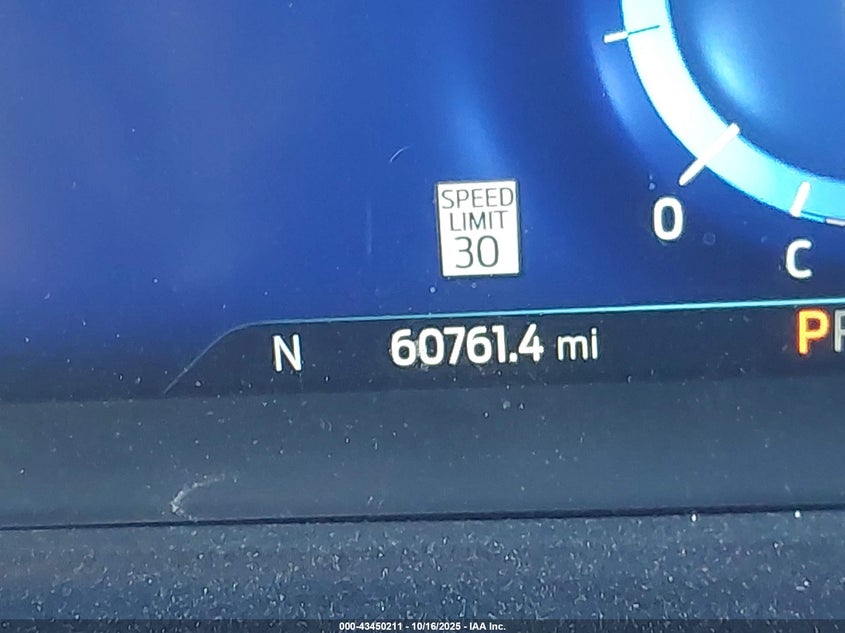 SPEED
LIMIT
30
0
C
N 60761.4 mi P
000-43450211 - 10/16/2025 - IAA Inc.